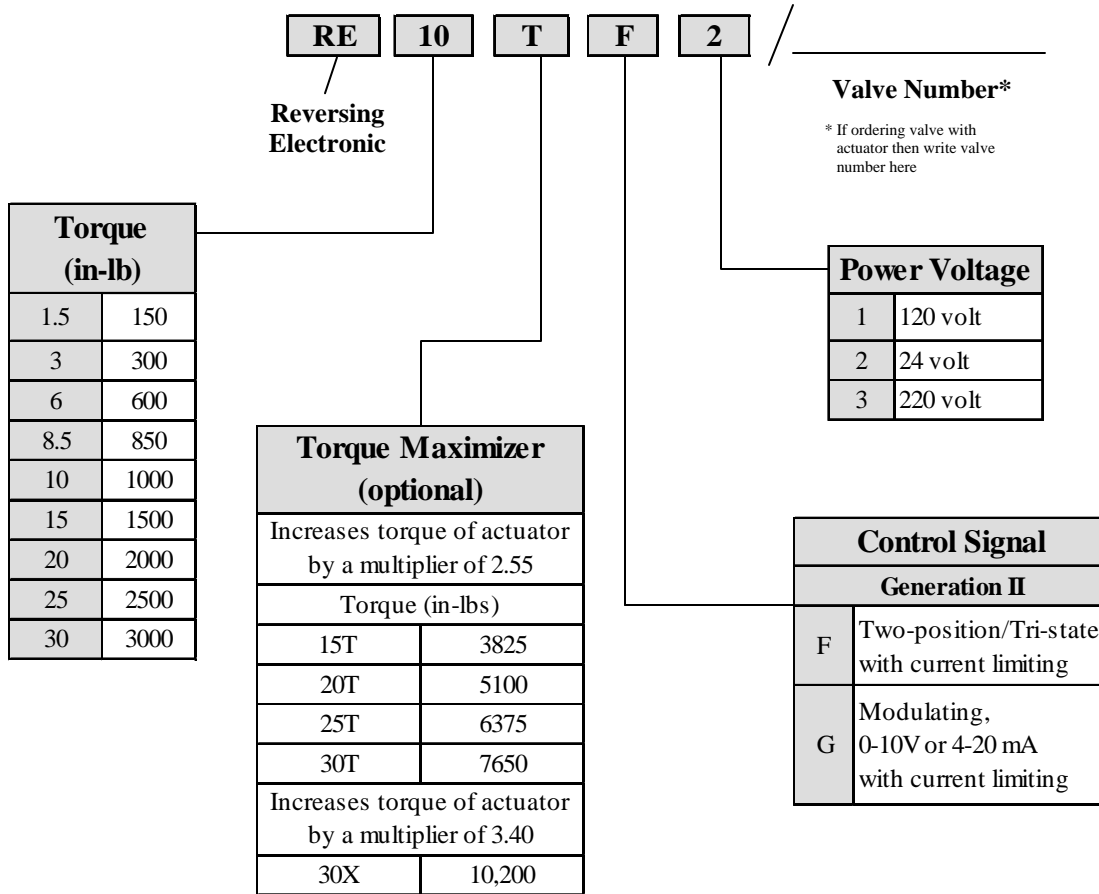 RE 10 T F 2 /
Reversing
Electronic
Valve Number*
* If ordering valve with
actuator then write valve
number here
Torque
(in-lb)
1.5 150
3 300
6 600
8.5 850
10 1000
15 1500
20 2000
25 2500
30 3000
Power Voltage
1 120 volt
2 24 volt
3 220 volt
Torque Maximizer
(optional)
Increases torque of actuator
by a multiplier of 2.55
Torque (in-lbs)
15T 3825
20T 5100
25T 6375
30T 7650
Increases torque of actuator
by a multiplier of 3.40
30X 10,200
Control Signal
Generation II
F Two-position/Tri-state
with current limiting
G Modulating,
0-10V or 4-20 mA
with current limiting